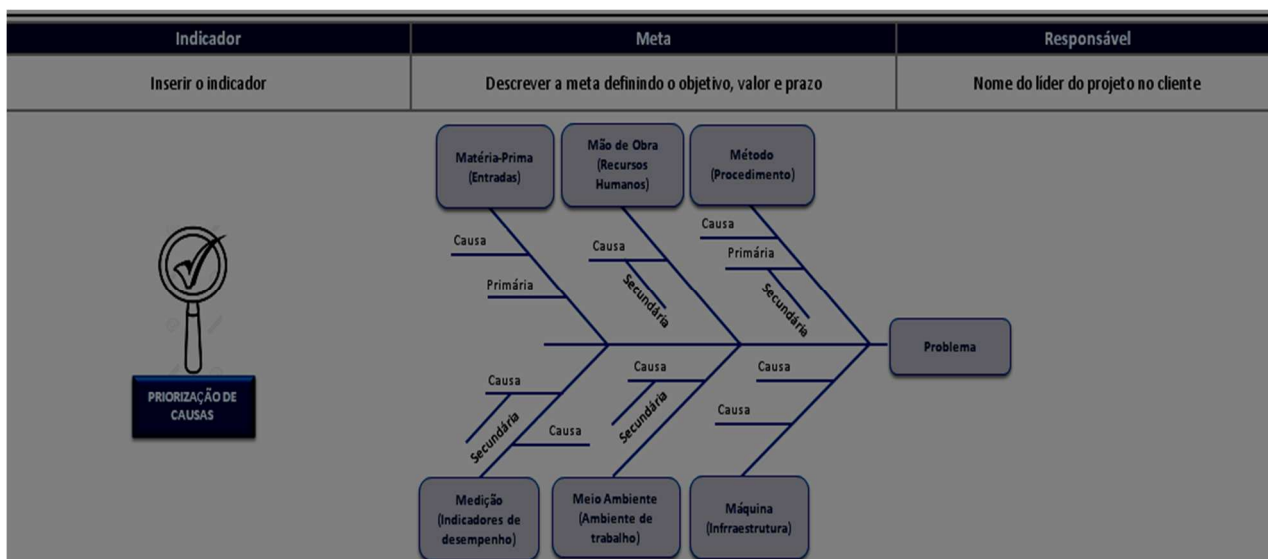 Indicador
Meta
Responsável
Inserir o indicador
Descrever a meta definindo o objetivo, valor e prazo
Nome do líder do projeto no cliente
Matéria-Prima
(Entradas)
Mão de Obra
(Recursos
Humanos)
Método
(Procedimento)
Causa
Primária
Causa
Secundária
Causa
Primária
Secundária
Problema
PRIORIZAÇÃO DE
CAUSAS
Causa
Secundária
Causa
Causa
Secundária
Causa
Causa
Medição
(Indicadores de
desempenho)
Meio Ambiente
(Ambiente de
trabalho)
Máquina
(Infrraestrutura)